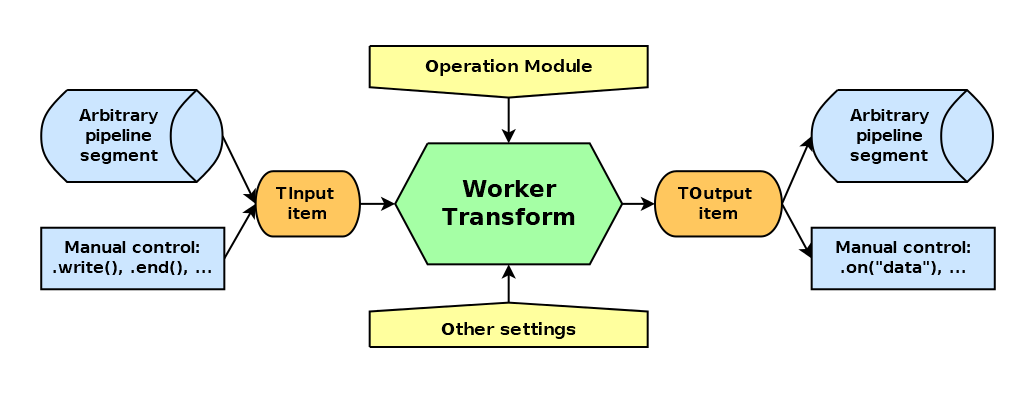 Operation Module
Arbitrary
pipeline
segment
Manual control:
.write(), .end(), ...
TInput
item
Worker
Transform
TOutput
item
Arbitrary
pipeline
segment
Manual control:
.on("data"), ...
Other settings